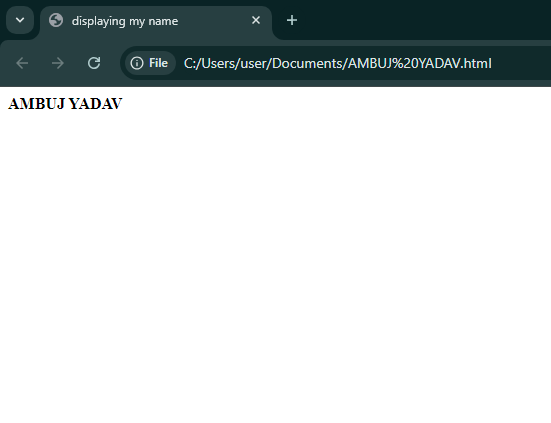 displaying my name
File C:/Users/user/Documents/AMBUJ%20YADAV.html
AMBUJ YADAV